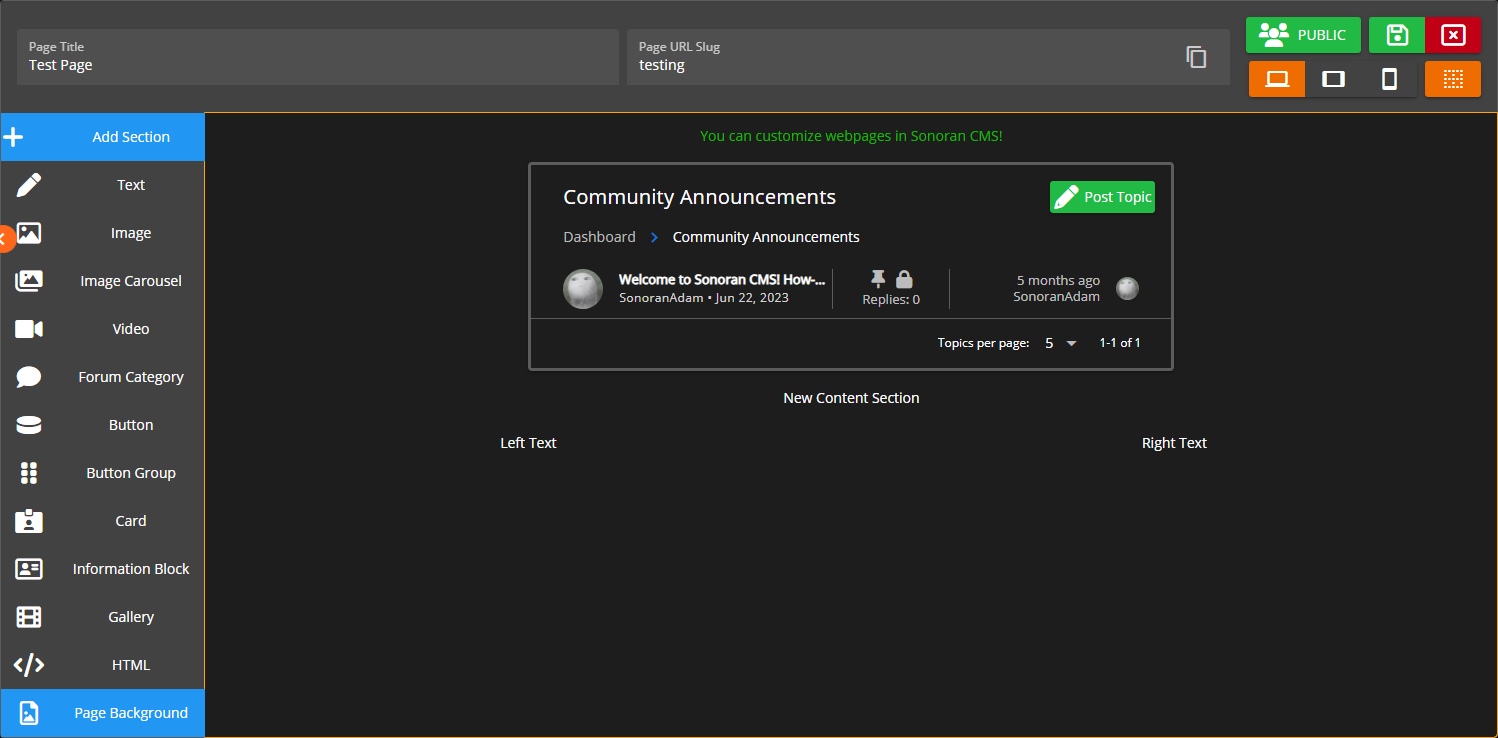 Page Title
Test Page
Page URL Slug
testing
PUBLIC
Add Section
Text
Image
Image Carousel
Video
Forum Category
Button
Button Group
Card
Information Block
Gallery
HTML
Page Background
You can customize webpages in Sonoran CMS!
Community Announcements
Post Topic
Dashboard Community Announcements
Welcome to Sonoran CMS! How-...
SonoranAdam • Jun 22, 2023
Replies: 0
5 months ago
SonoranAdam
Topics per page: 5 1-1 of 1
New Content Section
Left Text Right Text